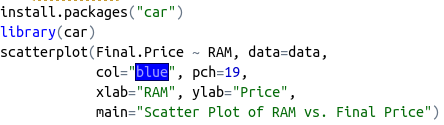 install.packages("car")
library(car)
scatterplot(Final.Price ~ RAM, data=data,
            col="blue", pch=19,
            xlab="RAM", ylab="Price",
            main="Scatter Plot of RAM vs. Final Price")